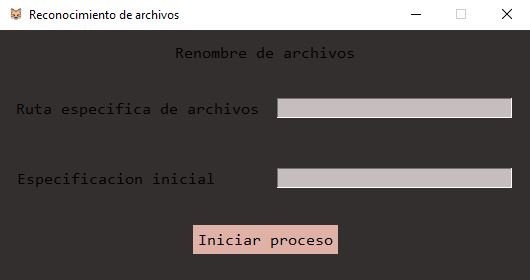 Reconocimiento de archivos
Renombre de archivos
Ruta especifica de archivos
Especificacion inicial
Iniciar proceso